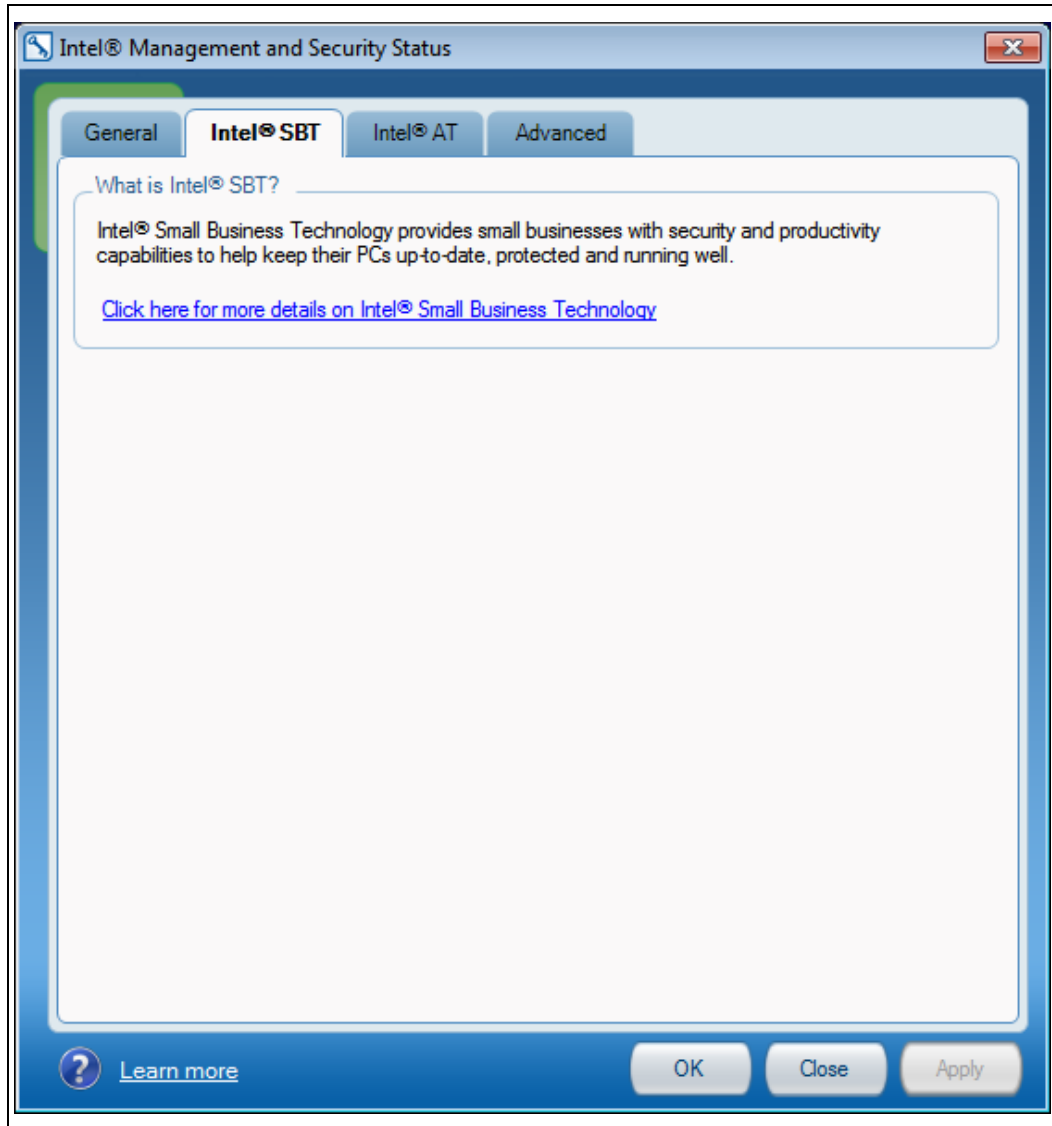 Intel® Management and Security Status
General Intel® SBT Intel® AT Advanced
What is Intel® SBT?
Intel® Small Business Technology provides small businesses with security and productivity
capabilities to help keep their PCs up-to-date, protected and running well.
Click here for more details on Intel® Small Business Technology
? Learn more OK Close Apply